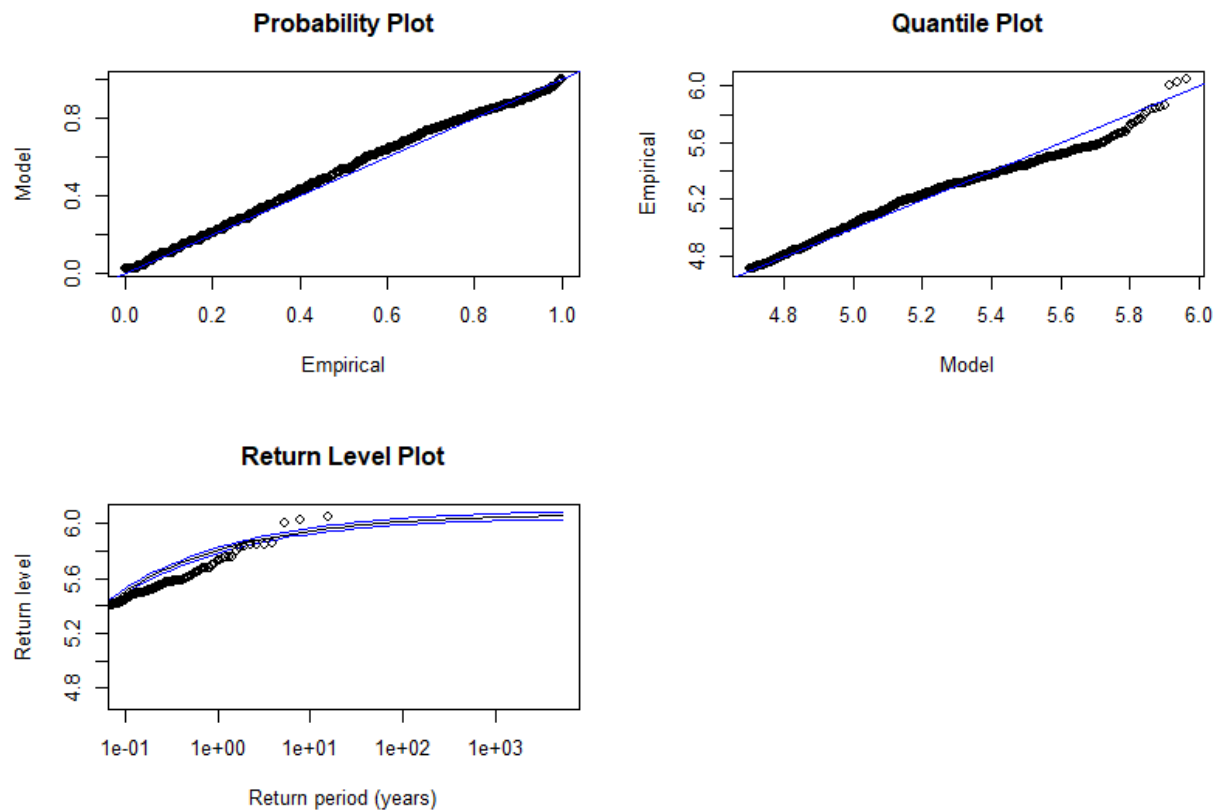 Probability Plot
Model
0.0 0.4 0.8
0.0 0.2 0.4 0.6 0.8 1.0
Empirical
Quantile Plot
Empirical
4.8 5.2 5.6 6.0
4.8 5.0 5.2 5.4 5.6 5.8 6.0
Model
Return Level Plot
Return level
4.8 5.2 5.6 6.0
1e-01 1e+00 1e+01 1e+02 1e+03
Return period (years)